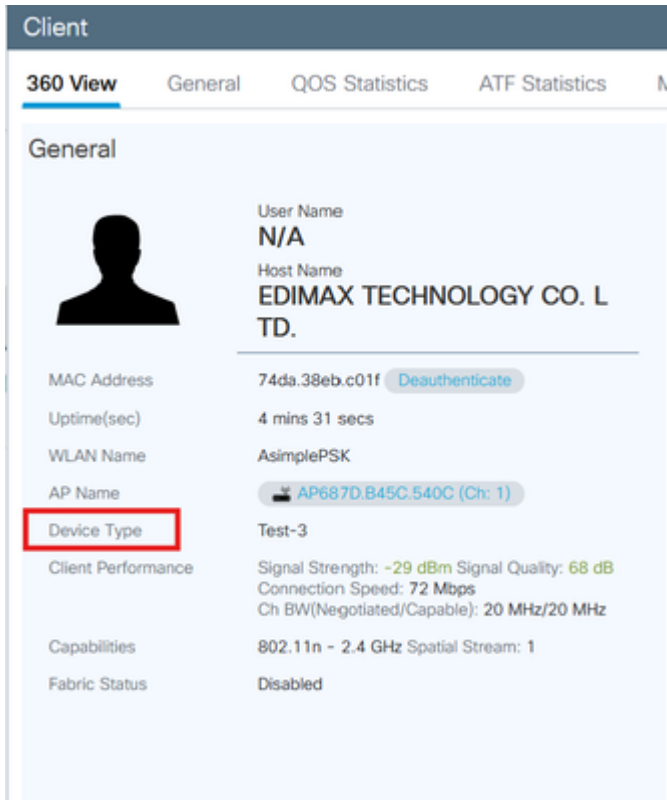 Client
360 View General QOS Statistics ATF Statistics
General
User Name
N/A
Host Name
EDIMAX TECHNOLOGY CO. L
TD.
MAC Address 74da.38eb.c01f Deauthenticate
Uptime(sec) 4 mins 31 secs
WLAN Name AsimplePSK
AP Name AP687D.B45C.540C (Ch: 1)
Device Type Test-3
Client Performance Signal Strength: -29 dBm Signal Quality: 68 dB
Connection Speed: 72 Mbps
Ch BW(Negotiated/Capable): 20 MHz/20 MHz
Capabilities 802.11n - 2.4 GHz Spatial Stream: 1
Fabric Status Disabled